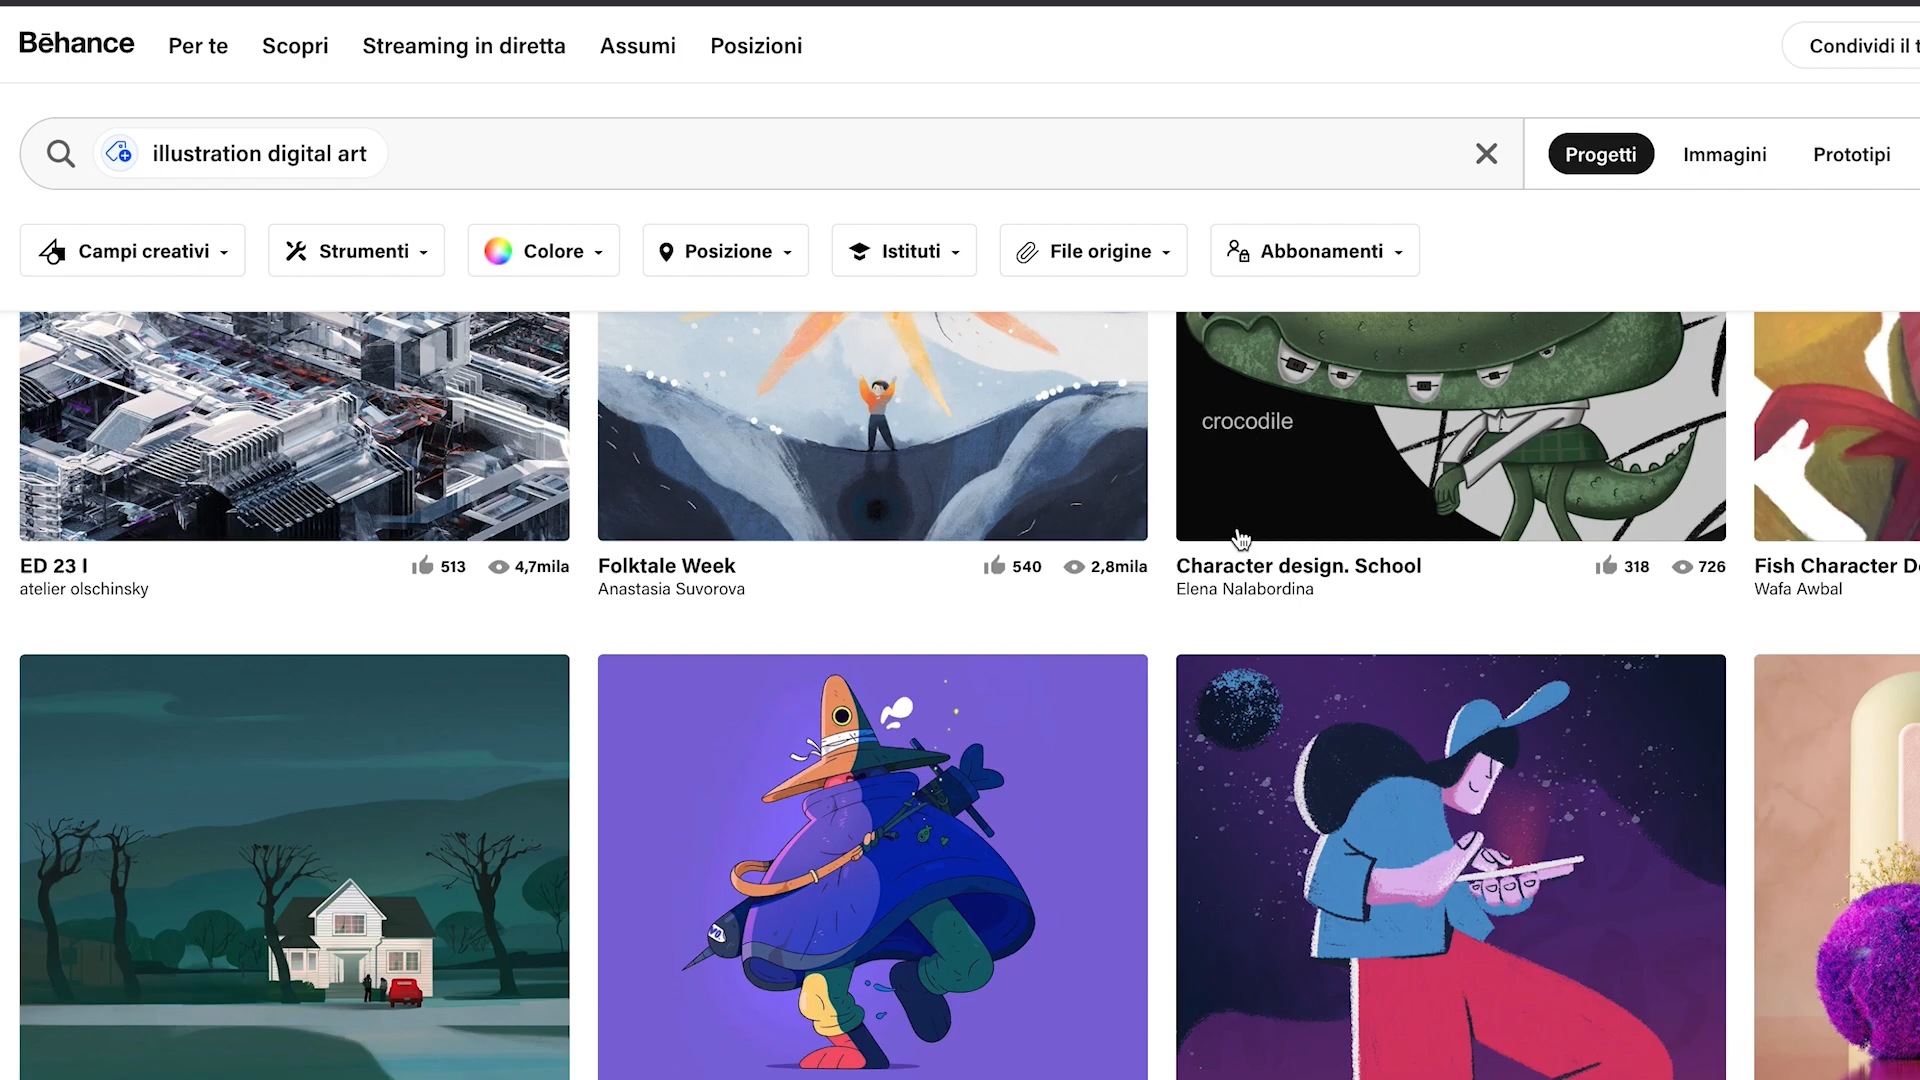 Bēhance Per te Scopri Streaming in diretta Assumi Posizioni Condividi il t
illustration digital art Progetti Immagini Prototipi
Campi creativi Strumenti Colore Posizione Istituti File origine Abbonamenti
crocodile
ED 23 I 513 4,7mila
atelier olschinsky
Folktale Week 540 2,8mila
Anastasia Suvorova
Character design. School 318 726
Elena Nalabordina
Fish Character D
Wafa Awbal